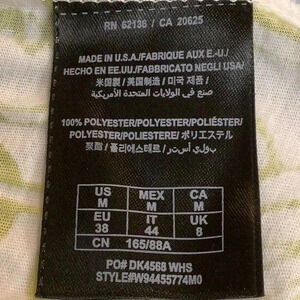 RN 62136 / CA 20625
MADE IN U.S.A./FABRIQUE AUX E.-U./
HECHO EN EE.UU./FABBRICATO NEGLI USA/
米国製 / 美国制造 / 미국 제품 /
صنع في الولايات المتحدة الأمريكية
100% POLYESTER/POLYESTER/POLIÉSTER/
POLYESTER/POLIESTERE/ポリエステル/
聚酯 / 폴리에스테르 / بوليي أستر
US MEX CA
M M M
EU IT UK
38 44 8
CN 165/88A
PO# DK4568 WHS
STYLE#W94455774M0